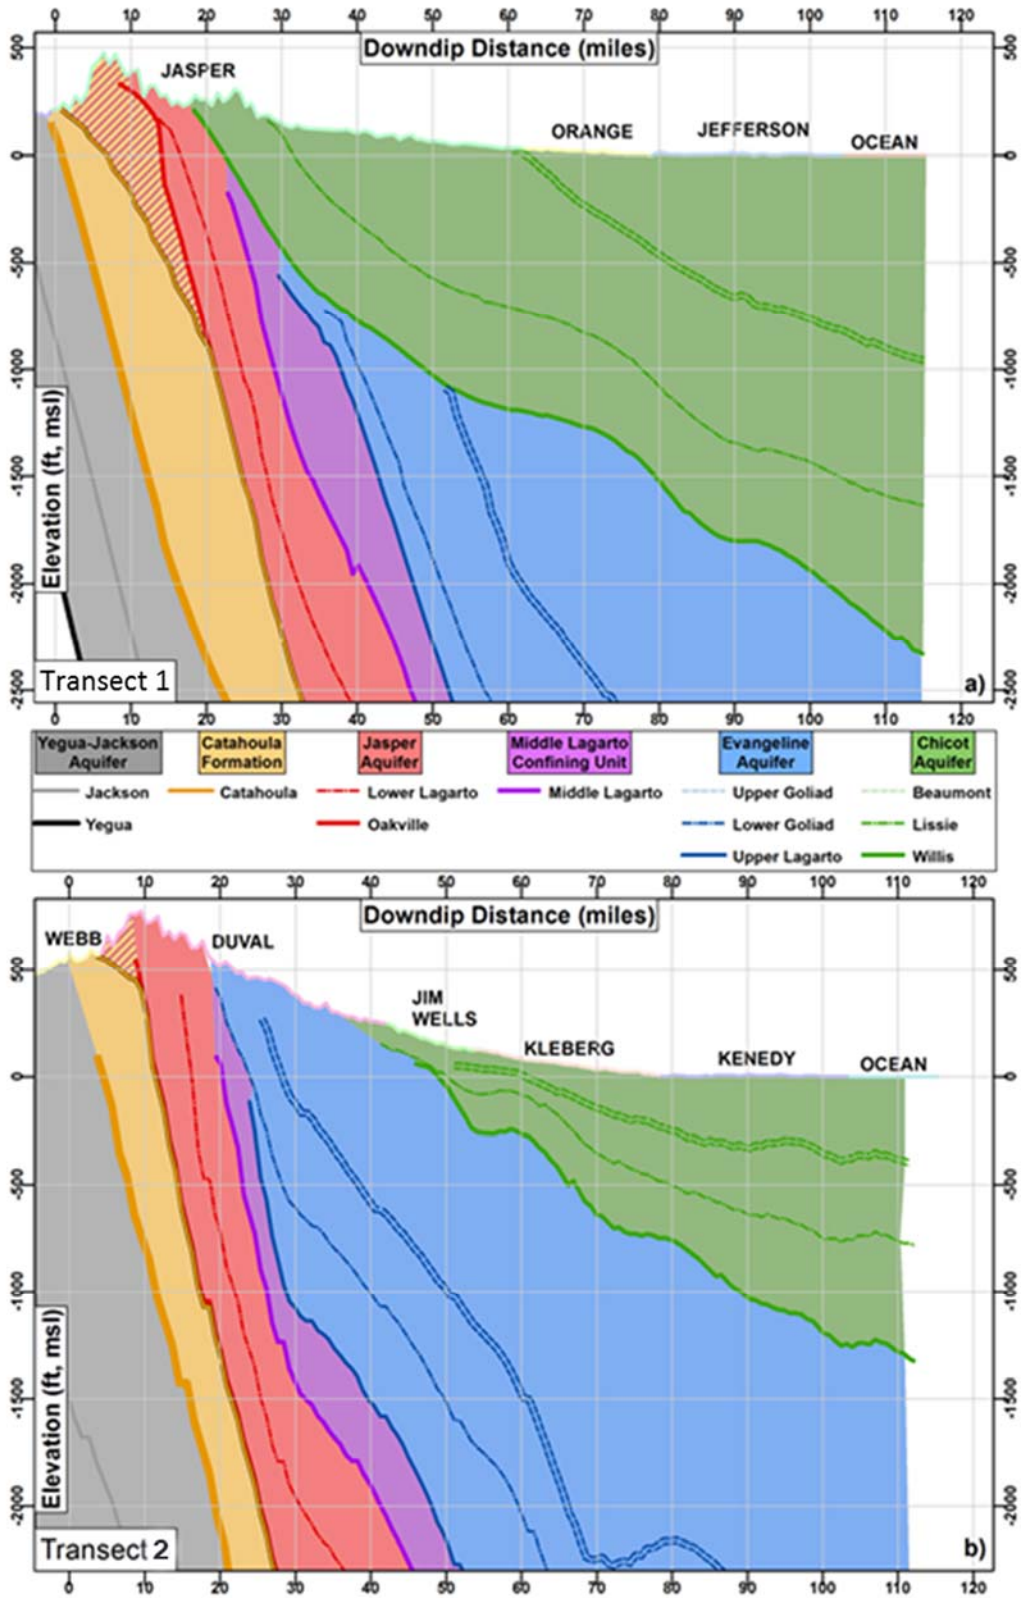 0 10 20 30 40 50 60 70 80 90 100 110 120
Downdip Distance (miles)
500 500
JASPER
ORANGE JEFFERSON OCEAN
0 0
-500 -500
-1000 -1000
Elevation (ft, msl)
-1500 -1500
-2000 -2000
Transect 1 a)
-2500 -2500
0 10 20 30 40 50 60 70 80 90 100 110 120
Yegua-Jackson Aquifer
Catahoula Formation
Jasper Aquifer
Middle Lagarto Confining Unit
Evangeline Aquifer
Chicot Aquifer
Jackson Catahoula Lower Lagarto Middle Lagarto Upper Goliad Beaumont
Yegua Oakville Lower Goliad Lissie
Upper Lagarto Willis
0 10 20 30 40 50 60 70 80 90 100 110 120
Downdip Distance (miles)
WEBB DUVAL
500 500
JIM
WELLS
KLEBERG KENEDY OCEAN
0 0
-500 -500
-1000 -1000
Elevation (ft, msl)
-1500 -1500
-2000 -2000
Transect 2 b)
0 10 20 30 40 50 60 70 80 90 100 110 120